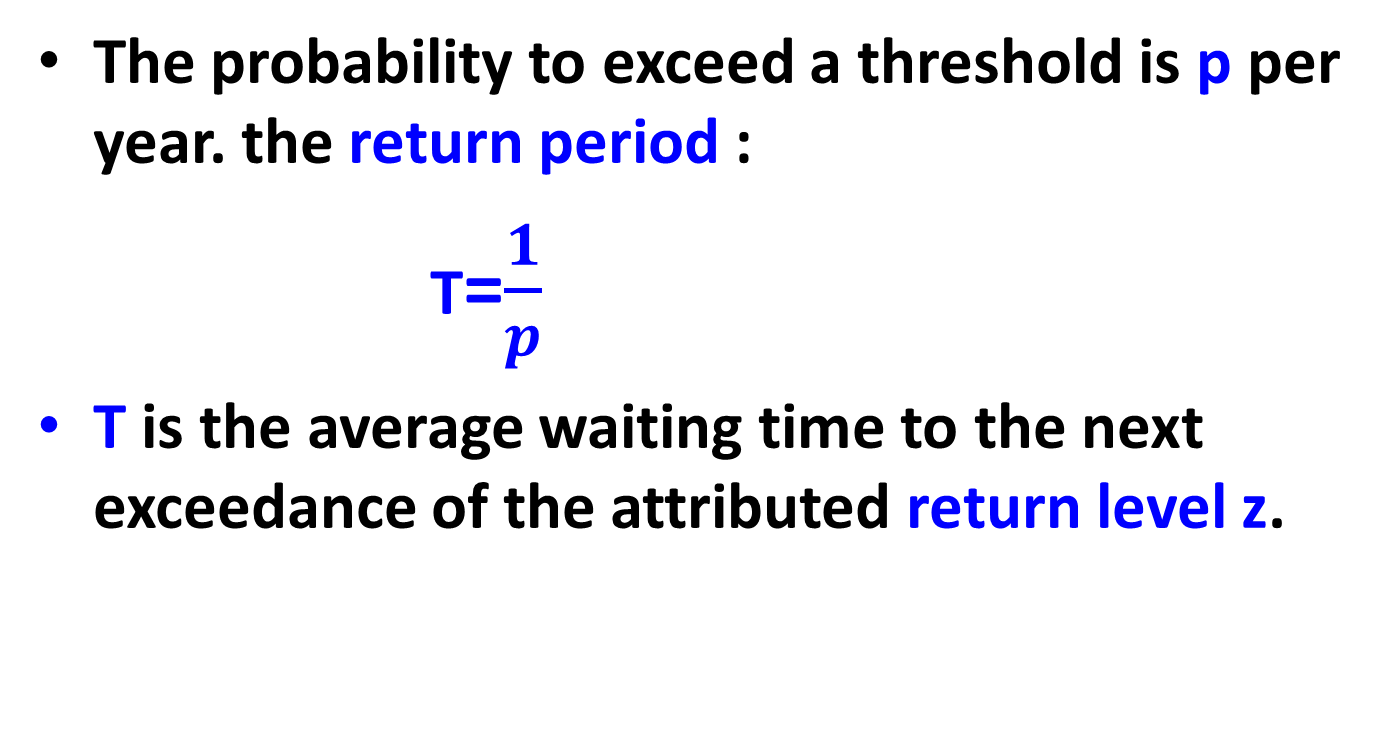 • The probability to exceed a threshold is p per
year. the return period :
T=1/p
• T is the average waiting time to the next
exceedance of the attributed return level z.